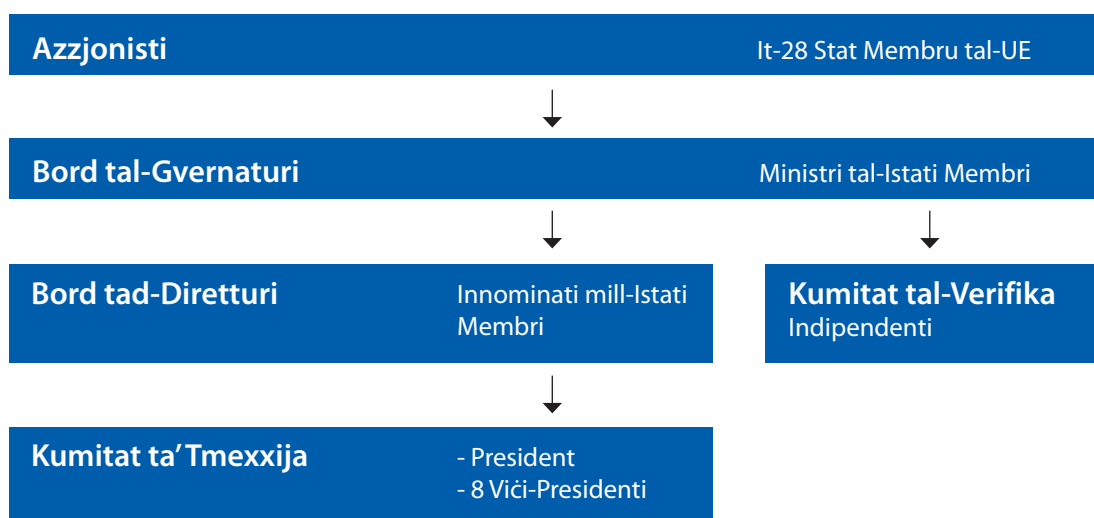 Azzjonisti
It-28 Stat Membru tal-UE
Bord tal-Gvernaturi
Ministri tal-Istati Membri
Bord tad-Diretturi
Innominati mill-Istati
Membri
Kumitat tal-Verifika
Indipendenti
Kumitat ta’ Tmexxija
- President
- 8 Viċi-Presidenti